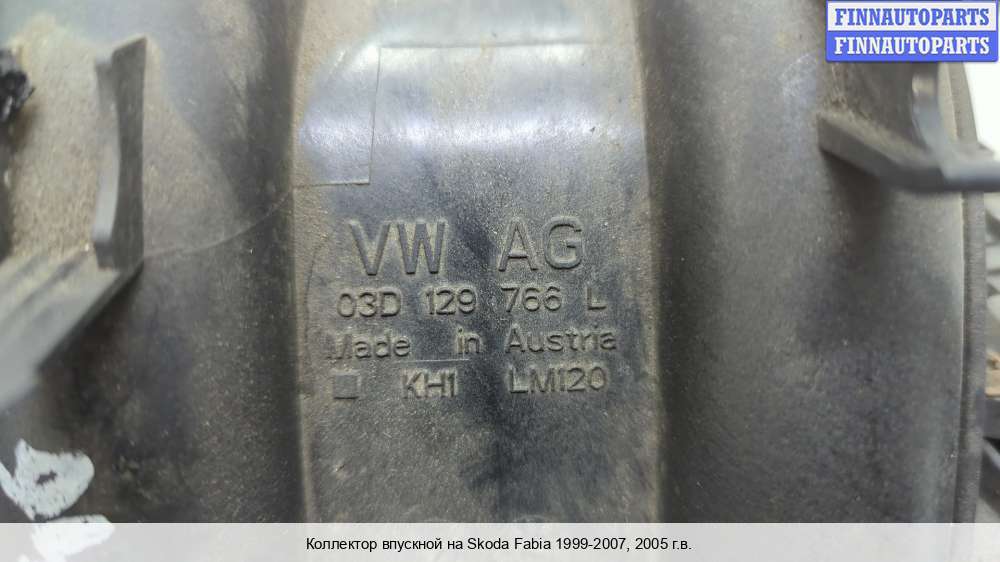 FINNAUTOPARTS
FINNAUTOPARTS
VW AG
03D 129 766 L
Made in Austria
KH1 LM120
Коллектор впускной на Skoda Fabia 1999-2007, 2005 г.в.